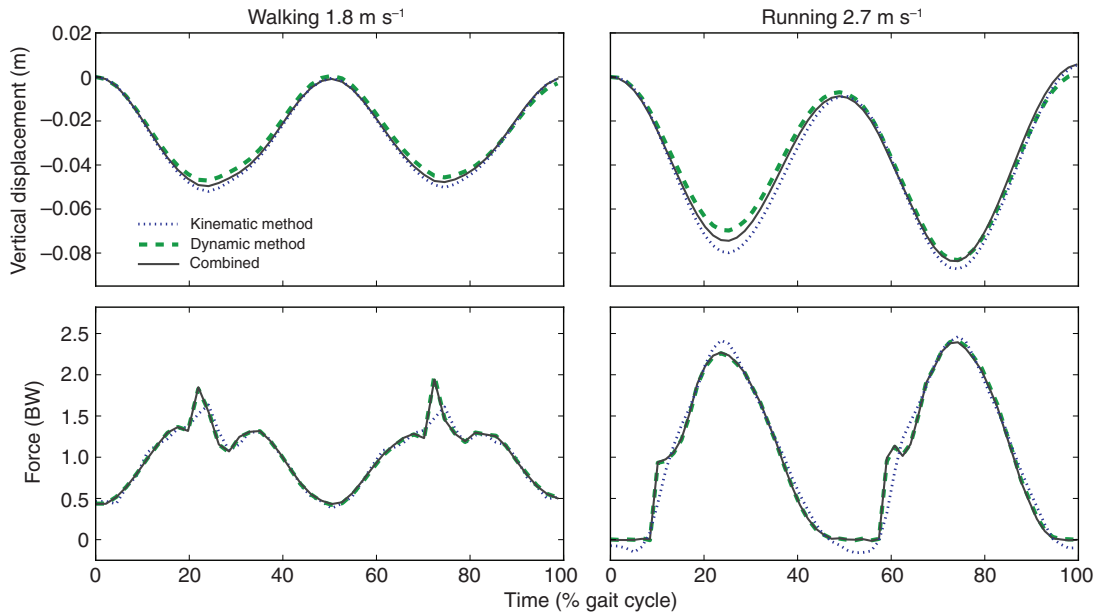 Walking 1.8 m s⁻¹
Running 2.7 m s⁻¹
Vertical displacement (m)
0.02
0
–0.02
–0.04
–0.06
–0.08
Kinematic method
Dynamic method
Combined
Force (BW)
2.5
2.0
1.5
1.0
0.5
0
0 20 40 60 80 100 0 20 40 60 80 100
Time (% gait cycle)